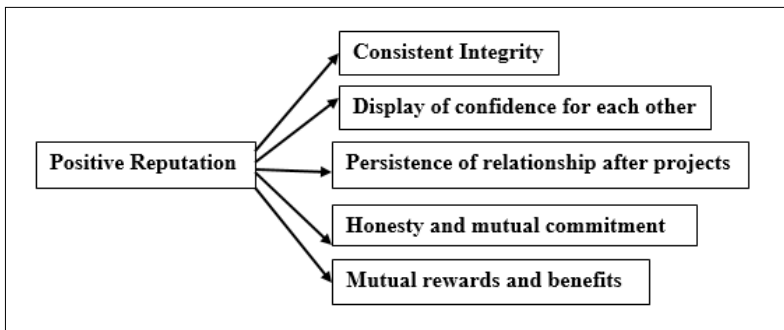 Consistent Integrity
Display of confidence for each other
Positive Reputation
Persistence of relationship after projects
Honesty and mutual commitment
Mutual rewards and benefits